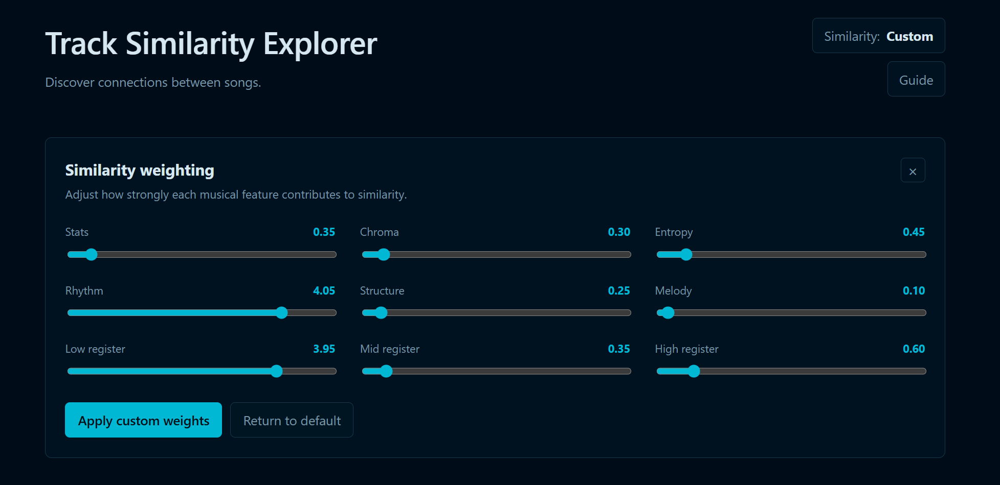 Track Similarity Explorer
Similarity: Custom
Discover connections between songs.
Guide
Similarity weighting
×
Adjust how strongly each musical feature contributes to similarity.
Stats 0.35 Chroma 0.30 Entropy 0.45
Rhythm 4.05 Structure 0.25 Melody 0.10
Low register 3.95 Mid register 0.35 High register 0.60
Apply custom weights Return to default